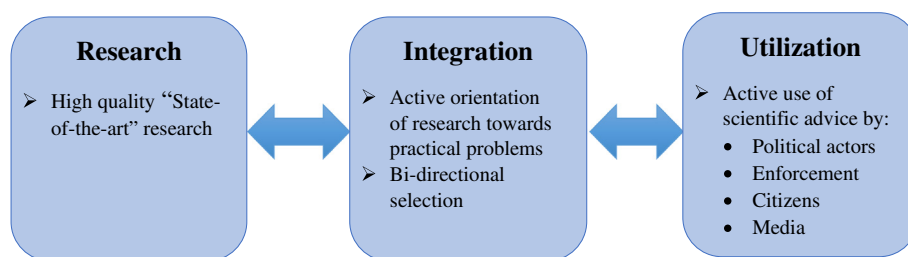 Research
➢ High quality “State-
of-the-art” research
Integration
➢ Active orientation
of research towards
practical problems
➢ Bi-directional
selection
Utilization
➢ Active use of
scientific advice by:
• Political actors
• Enforcement
• Citizens
• Media